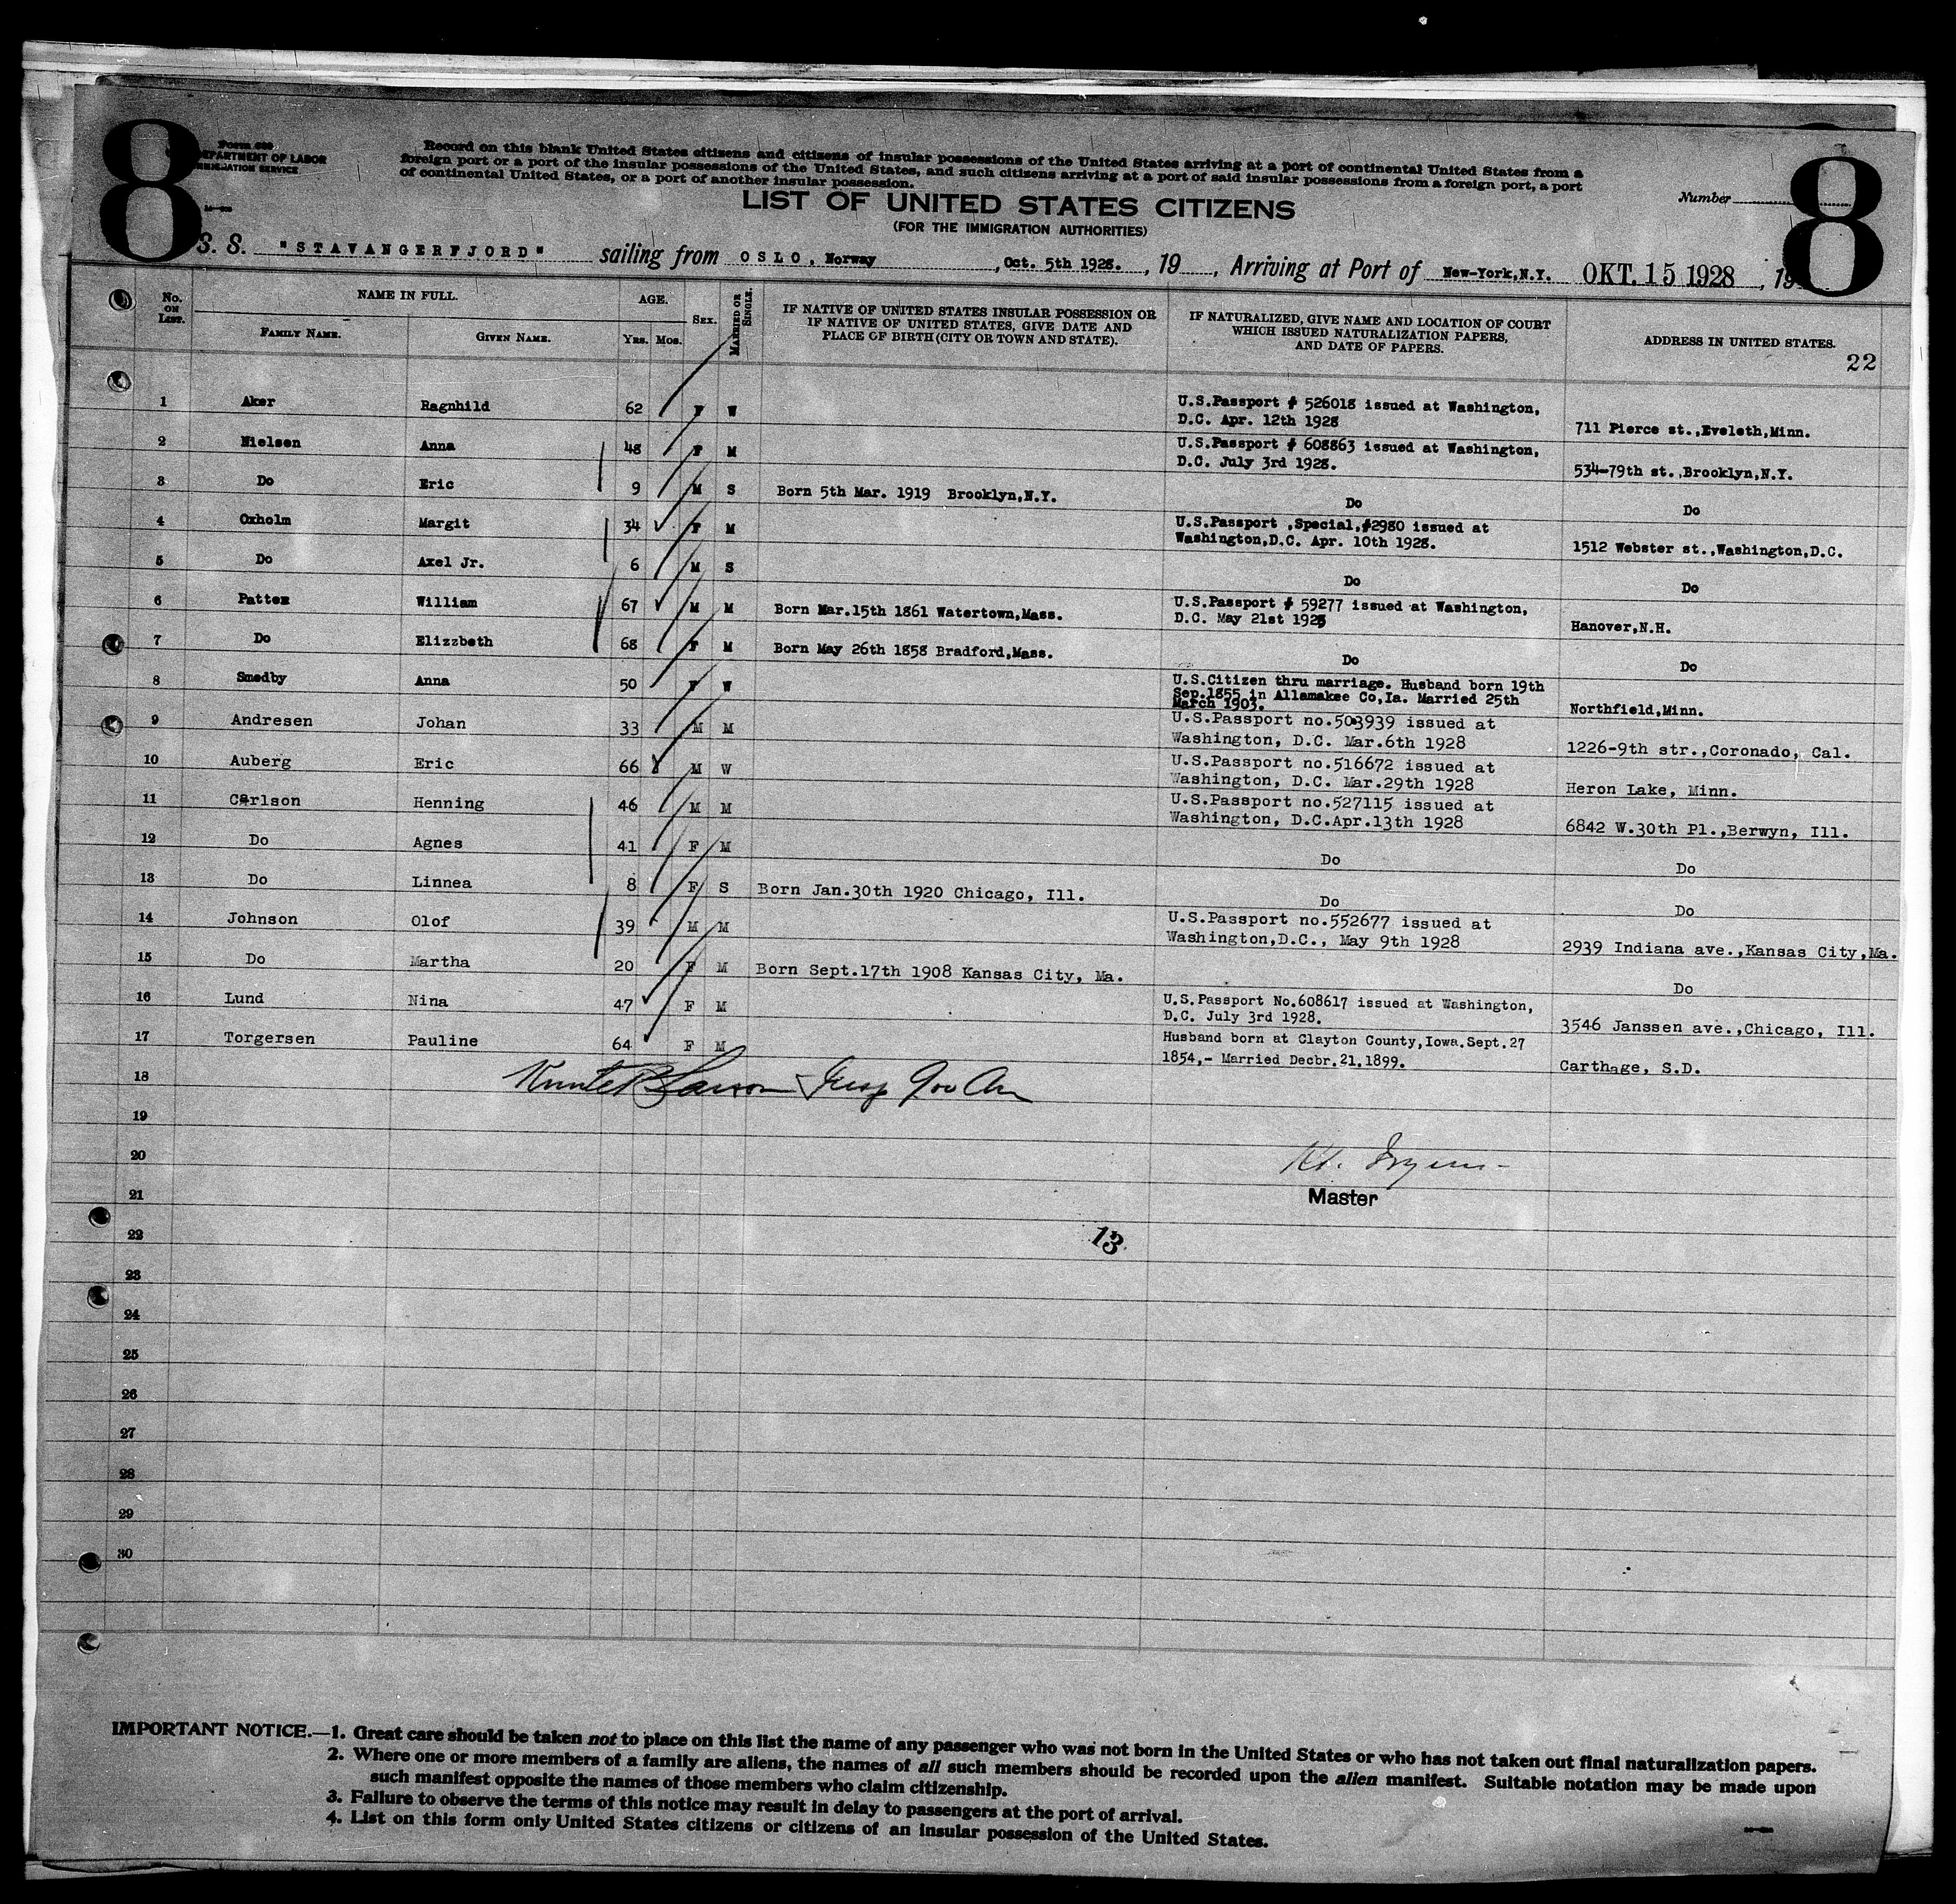 8
8
Form 630
DEPARTMENT OF LABOR
IMMIGRATION SERVICE
Record on this blank United States citizens and citizens of insular possessions of the United States arriving at a port of continental United States from a
foreign port or a port of the insular possessions of the United States, and such citizens arriving at a port of said insular possessions from a foreign port, a port
of continental United States, or a port of another insular possession.
Number
LIST OF UNITED STATES CITIZENS
(FOR THE IMMIGRATION AUTHORITIES)
S. S. "STAVANGERFJORD" sailing from OSLO, Norway, Oct. 5th 1928., 19, Arriving at Port of New-York,N.Y. OKT. 15 1928, 19
No. ON LIST.
NAME IN FULL.
FAMILY NAME. GIVEN NAME.
AGE.
YRS. MOS.
SEX.
MARRIED OR SINGLE.
IF NATIVE OF UNITED STATES INSULAR POSSESSION OR
IF NATIVE OF UNITED STATES, GIVE DATE AND
PLACE OF BIRTH (CITY OR TOWN AND STATE).
IF NATURALIZED, GIVE NAME AND LOCATION OF COURT
WHICH ISSUED NATURALIZATION PAPERS,
AND DATE OF PAPERS.
ADDRESS IN UNITED STATES.
22
1 Aker Ragnhild 62 F W U.S.Passport # 526018 issued at Washington,
D.C. Apr. 12th 1928 711 Pierce st.,Eveleth,Minn.
2 Nielsen Anna 48 F M U.S.Passport # 608863 issued at Washington,
D.C. July 3rd 1928. 534-79th st.,Brooklyn,N.Y.
3 Do Eric 9 M S Born 5th Mar. 1919 Brooklyn,N.Y. Do Do
4 Oxholm Margit 34 F M U.S.Passport ,Special,#2980 issued at
Washington,D.C. Apr. 10th 1928. 1512 Webster st.,Washington,D.C.
5 Do Axel Jr. 6 M S Do Do
6 Patten William 67 M M Born Mar.15th 1861 Watertown,Mass. U.S.Passport # 59277 issued at Washington,
D.C. May 21st 1928 Hanover,N.H.
7 Do Elizzbeth 68 F M Born May 26th 1858 Bradford,Mass. Do Do
8 Smedby Anna 50 F W U.S.Citizen thru marriage. Husband born 19th
Sep.1855 in Allamakee Co,Ia. Married 25th
March 1903. Northfield,Minn.
9 Andresen Johan 33 M M U.S.Passport no.503939 issued at
Washington, D.C. Mar.6th 1928 1226-9th str.,Coronado, Cal.
10 Auberg Eric 66 M W U.S.Passport no.516672 issued at
Washington, D.C. Mar.29th 1928 Heron Lake, Minn.
11 Carlson Henning 46 M M U.S.Passport no.527115 issued at
Washington, D.C.Apr.13th 1928 6842 W.30th Pl.,Berwyn, Ill.
12 Do Agnes 41 F M Do Do
13 Do Linnea 8 F S Born Jan.30th 1920 Chicago, Ill. Do Do
14 Johnson Olof 39 M M U.S.Passport no.552677 issued at
Washington,D.C., May 9th 1928 2939 Indiana ave.,Kansas City,Ma.
15 Do Martha 20 F M Born Sept.17th 1908 Kansas City, Ma. Do
16 Lund Nina 47 F M U.S.Passport No.608617 issued at Washington,
D.C. July 3rd 1928. 3546 Janssen ave.,Chicago, Ill.
17 Torgersen Pauline 64 F M Husband born at Clayton County,Iowa.Sept.27
1854,- Married Decbr.21,1899. Carthage, S.D.
18
19
20
21 Master
22
13
23
24
25
26
27
28
29
30
IMPORTANT NOTICE.—1. Great care should be taken not to place on this list the name of any passenger who was not born in the United States or who has not taken out final naturalization papers.
2. Where one or more members of a family are aliens, the names of all such members should be recorded upon the alien manifest. Suitable notation may be made upon
such manifest opposite the names of those members who claim citizenship.
3. Failure to observe the terms of this notice may result in delay to passengers at the port of arrival.
4. List on this form only United States citizens or citizens of an insular possession of the United States.